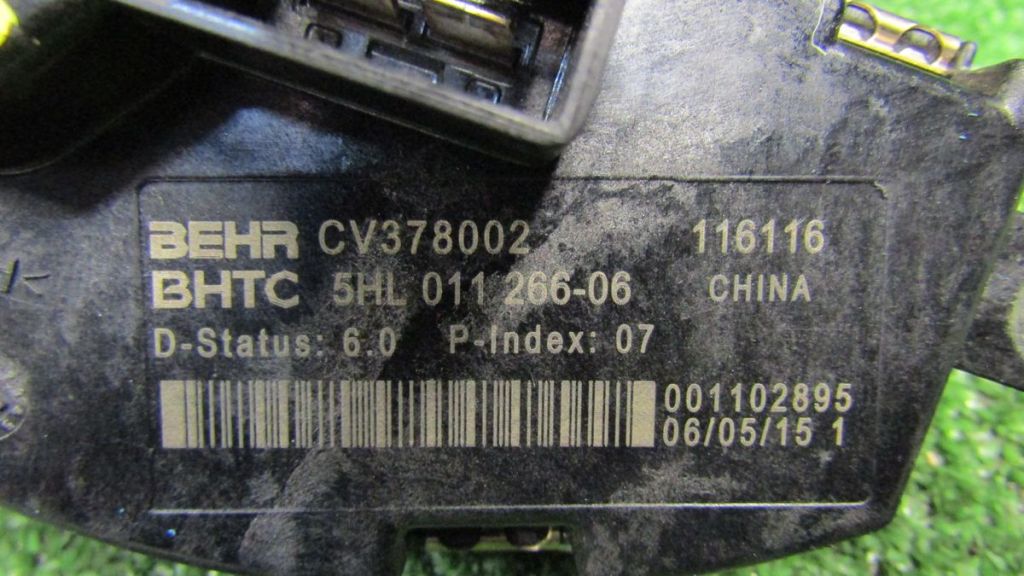 BEHR CV378002 116116
BHTC 5HL 011 266-06 CHINA
D-Status: 6.0 P-Index: 07
001102895
06/05/15 1